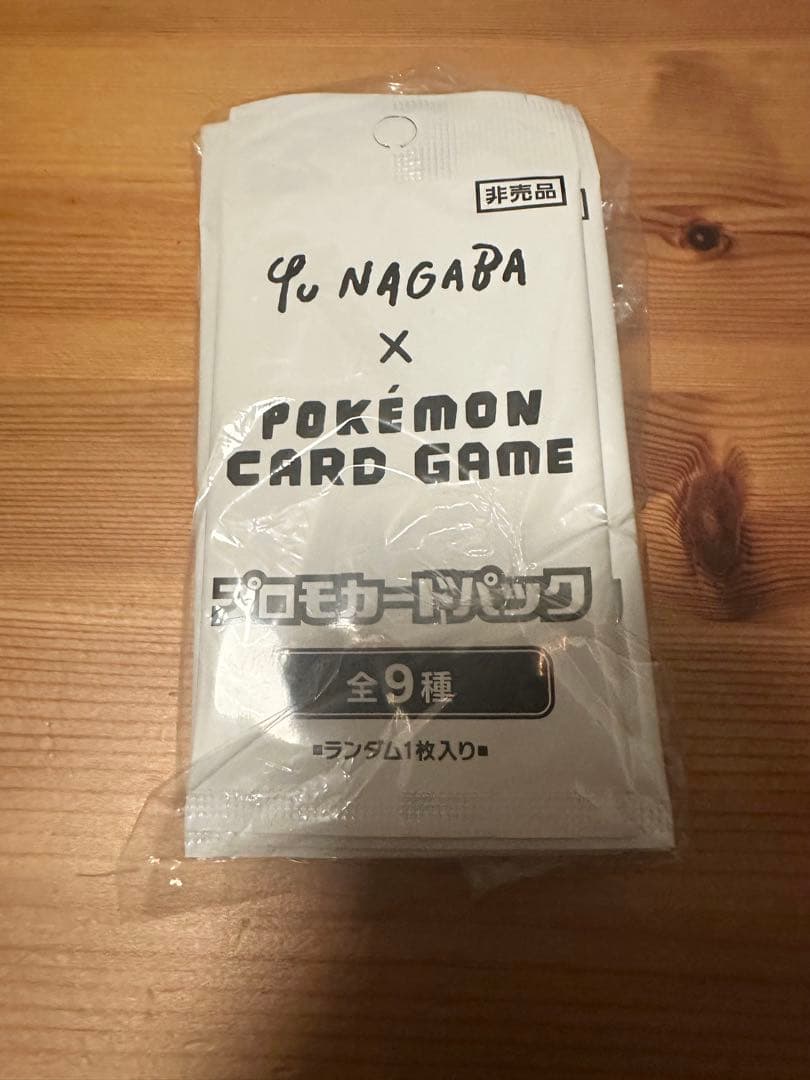 非売品
Yu NAGABA
×
POKÉMON
CARD GAME
プロモカードパック
全9種
■ランダム1枚入り■